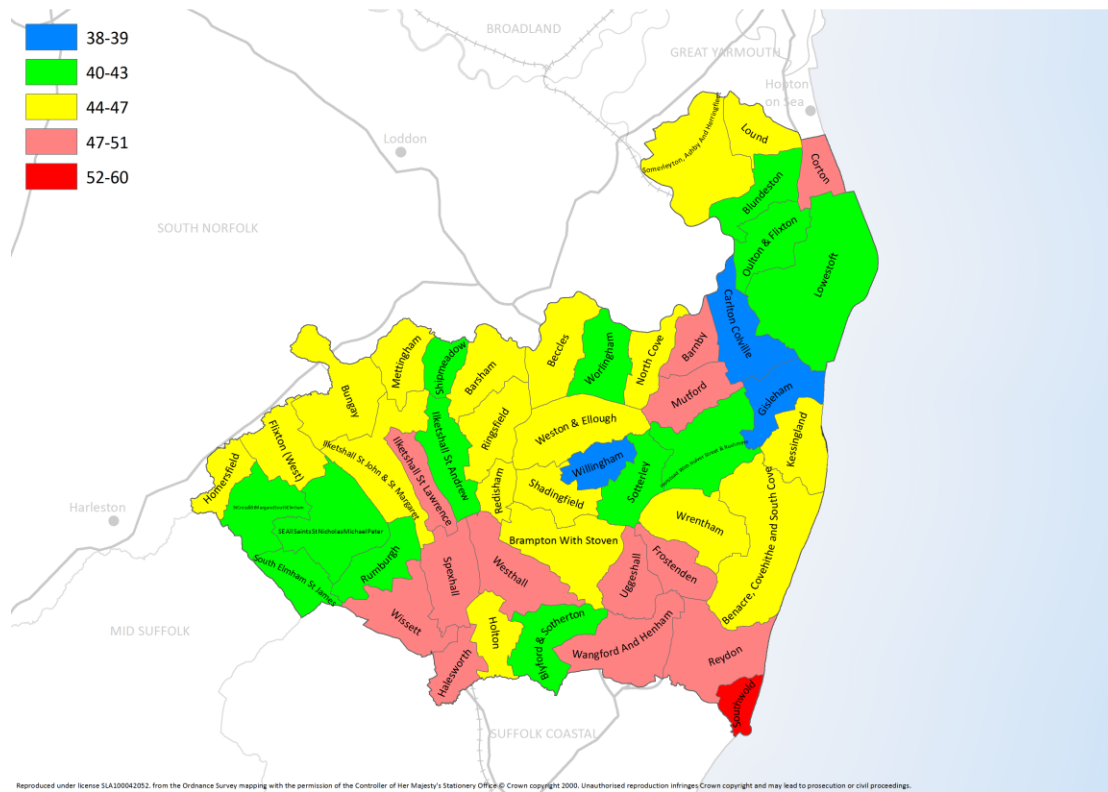 38-39
40-43
44-47
47-51
52-60
BROADLAND
GREAT YARMOUTH
Hopton
on Sea
Loddon
SOUTH NORFOLK
Harleston
MID SUFFOLK
SUFFOLK COASTAL
Somerleyton, Ashby And Herringfleet
Lound
Corton
Blundeston
Oulton & Flixton
Lowestoft
Carlton Colville
Gisleham
Kessingland
Barnby
Mutford
North Cove
Worlingham
Beccles
Barsham
Shipmeadow
Mettingham
Bungay
Flixton (West)
Homersfield
Ilketshall St John & St Margaret
Ilketshall St Lawrence
Ilketshall St Andrew
Ringsfield
Redisham
Weston & Ellough
Willingham
Shadingfield
Sotterley
Wrentham
Benacre, Covehithe and South Cove
Brampton With Stoven
SEAllSaintsStNicholasMichaelPeter
South Elmham St James
Rumburgh
Wissett
Spexhall
Westhall
Uggeshall
Frostenden
Halesworth
Holton
Blyford & Sotherton
Wangford And Henham
Reydon
Southwold
Reproduced under license SLA100042052. from the Ordnance Survey mapping with the permission of the Controller of Her Majesty's Stationery Office © Crown copyright 2000. Unauthorised reproduction infringes Crown copyright and may lead to prosecution or civil proceedings.